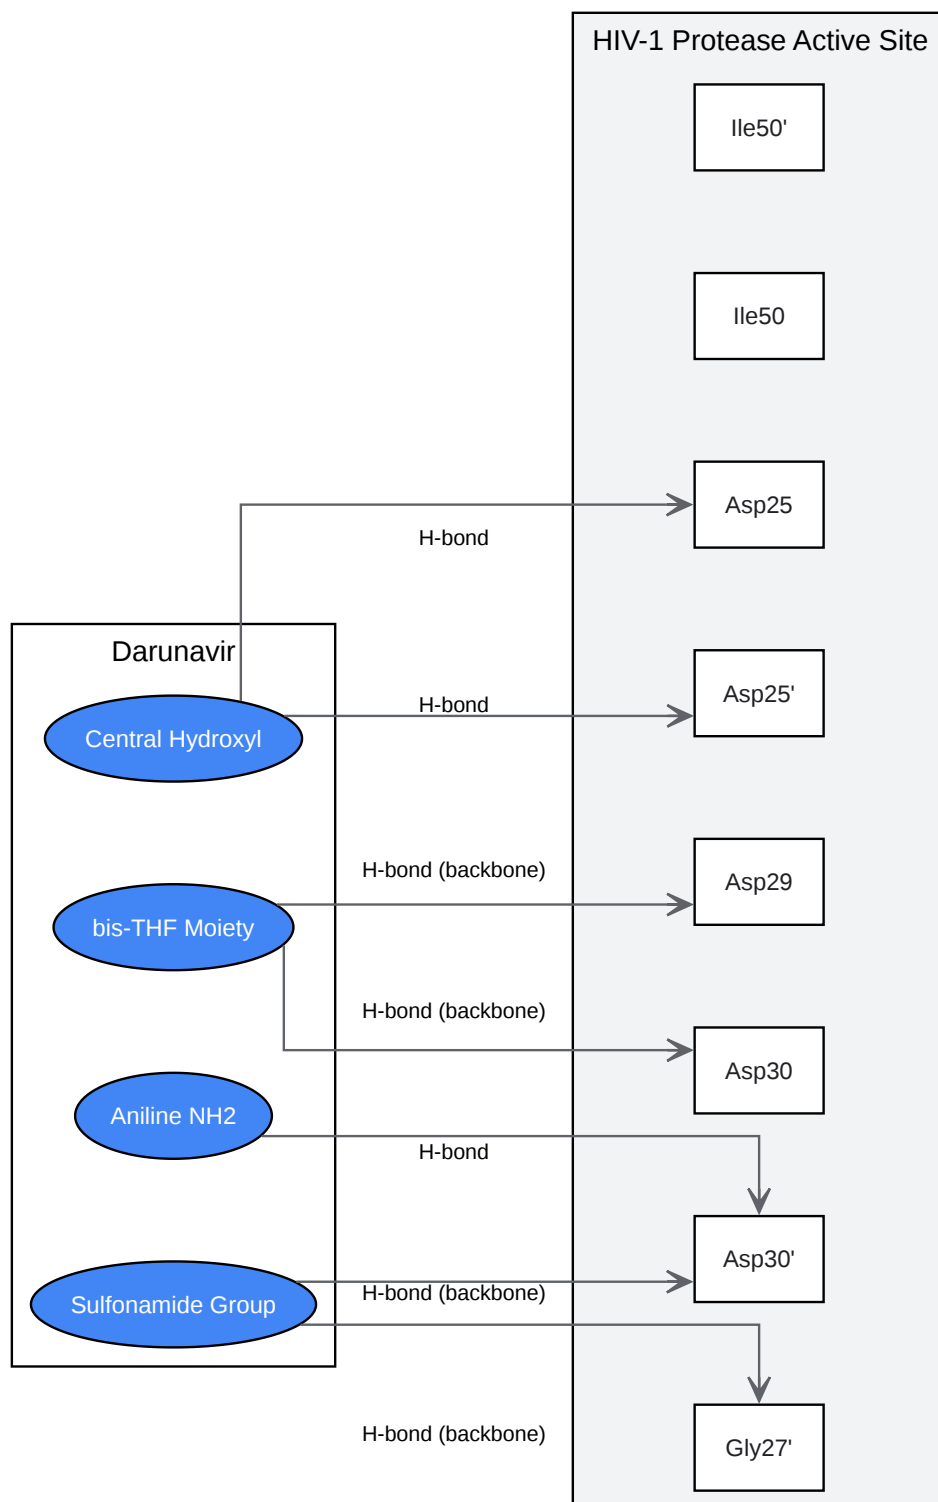 HIV-1 Protease Active Site
Ile50'
Ile50
Asp25
H-bond
Darunavir
Asp25'
H-bond
Central Hydroxyl
H-bond (backbone)
Asp29
bis-THF Moiety
H-bond (backbone)
Asp30
Aniline NH2
H-bond
Asp30'
H-bond (backbone)
Sulfonamide Group
H-bond (backbone)
Gly27'